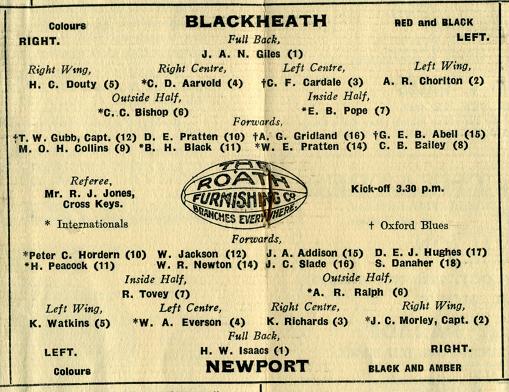 Colours BLACKHEATH RED and BLACK
RIGHT. Full Back, LEFT.
J. A. N. Giles (1)
Right Wing, Right Centre, Left Centre, Left Wing,
H. C. Douty (5) *C. D. Aarvold (4) †C. F. Cardale (3) A. R. Chorlton (2)
Outside Half, Inside Half,
*C. C. Bishop (6) *E. B. Pope (7)
Forwards,
†T. W. Gubb, Capt. (12) D. E. Pratten (10) †A. G. Gridland (16) †G. E. B. Abell (15)
M. O. H. Collins (9) *B. H. Black (11) *W. E. Pratten (14) C. B. Bailey (8)
THE
ROATH
FURNISHING CO
BRANCHES EVERYWHERE.
Referee,
Mr. R. J. Jones,
Cross Keys.
Kick-off 3.30 p.m.
* Internationals † Oxford Blues
Forwards,
*Peter C. Hordern (10) W. Jackson (12) J. A. Addison (15) D. E. J. Hughes (17)
*H. Peacock (11) W. R. Newton (14) J. C. Slade (16) S. Danaher (18)
Inside Half, Outside Half,
R. Tovey (7) *A. R. Ralph (6)
Left Wing, Left Centre, Right Centre, Right Wing,
K. Watkins (5) *W. A. Everson (4) K. Richards (3) *J. C. Morley, Capt. (2)
Full Back,
LEFT. H. W. Isaacs (1) RIGHT.
Colours NEWPORT BLACK AND AMBER